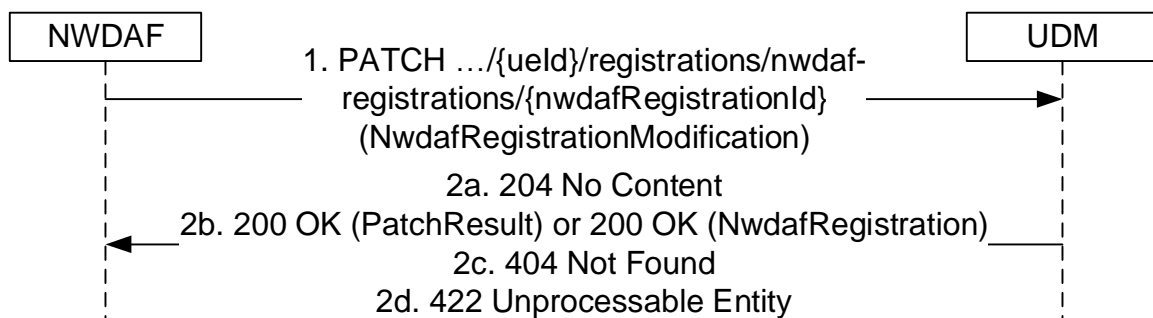 NWDAF
UDM
1. PATCH …/{ueId}/registrations/nwdaf-
registrations/{nwdafRegistrationId}
(NwdafRegistrationModification)
2a. 204 No Content
2b. 200 OK (PatchResult) or 200 OK (NwdafRegistration)
2c. 404 Not Found
2d. 422 Unprocessable Entity